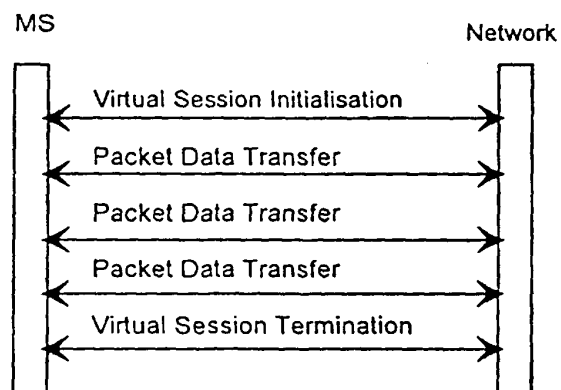 MS
Network
Virtual Session Initialisation
Packet Data Transfer
Packet Data Transfer
Packet Data Transfer
Virtual Session Termination